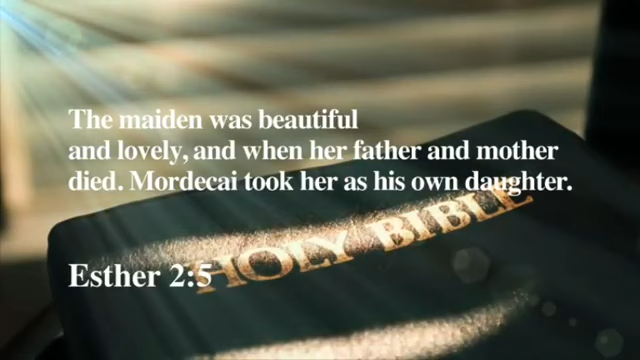 The maiden was beautiful
and lovely, and when her father and mother
died. Mordecai took her as his own daughter.
Esther 2:5
HOLY BIBLE